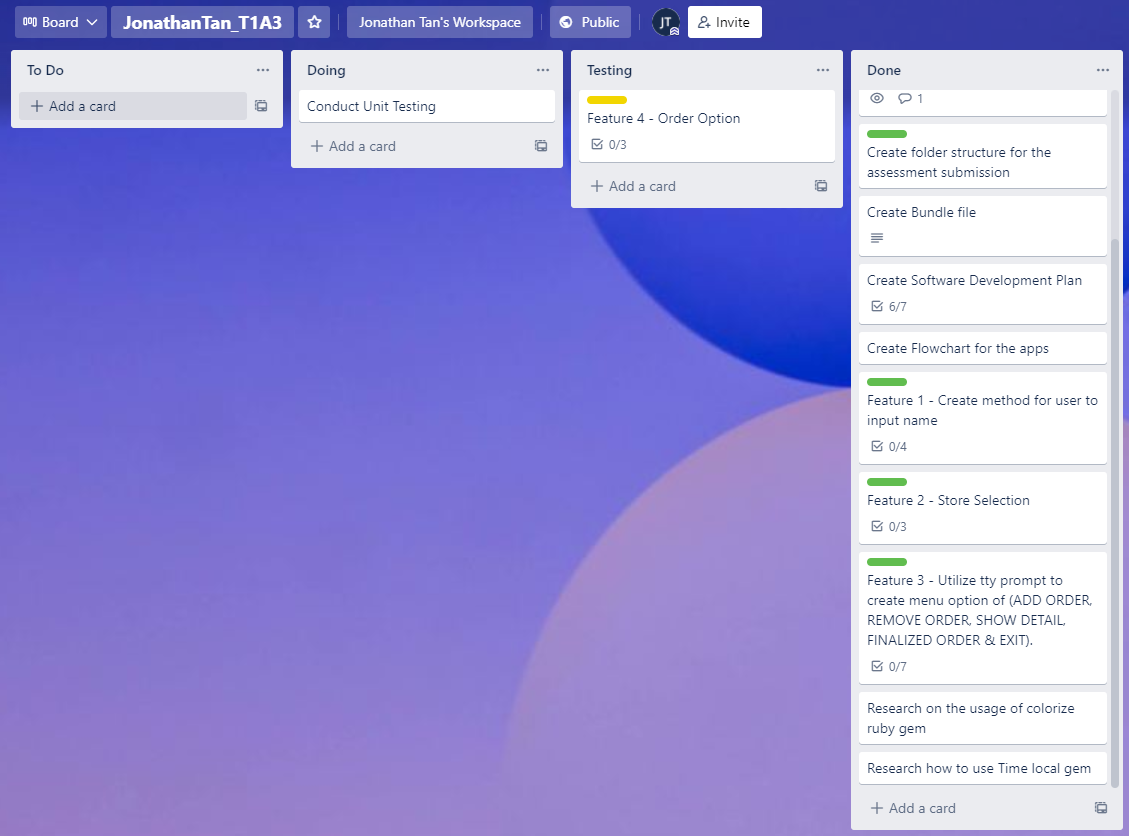 Board
JonathanTan_T1A3
Jonathan Tan's Workspace
Public
JT
Invite
To Do
Add a card
Doing
Conduct Unit Testing
Add a card
Testing
Feature 4 - Order Option
0/3
Add a card
Done
1
Create folder structure for the
assessment submission
Create Bundle file
Create Software Development Plan
6/7
Create Flowchart for the apps
Feature 1 - Create method for user to
input name
0/4
Feature 2 - Store Selection
0/3
Feature 3 - Utilize tty prompt to
create menu option of (ADD ORDER,
REMOVE ORDER, SHOW DETAIL,
FINALIZED ORDER & EXIT).
0/7
Research on the usage of colorize
ruby gem
Research how to use Time local gem
Add a card